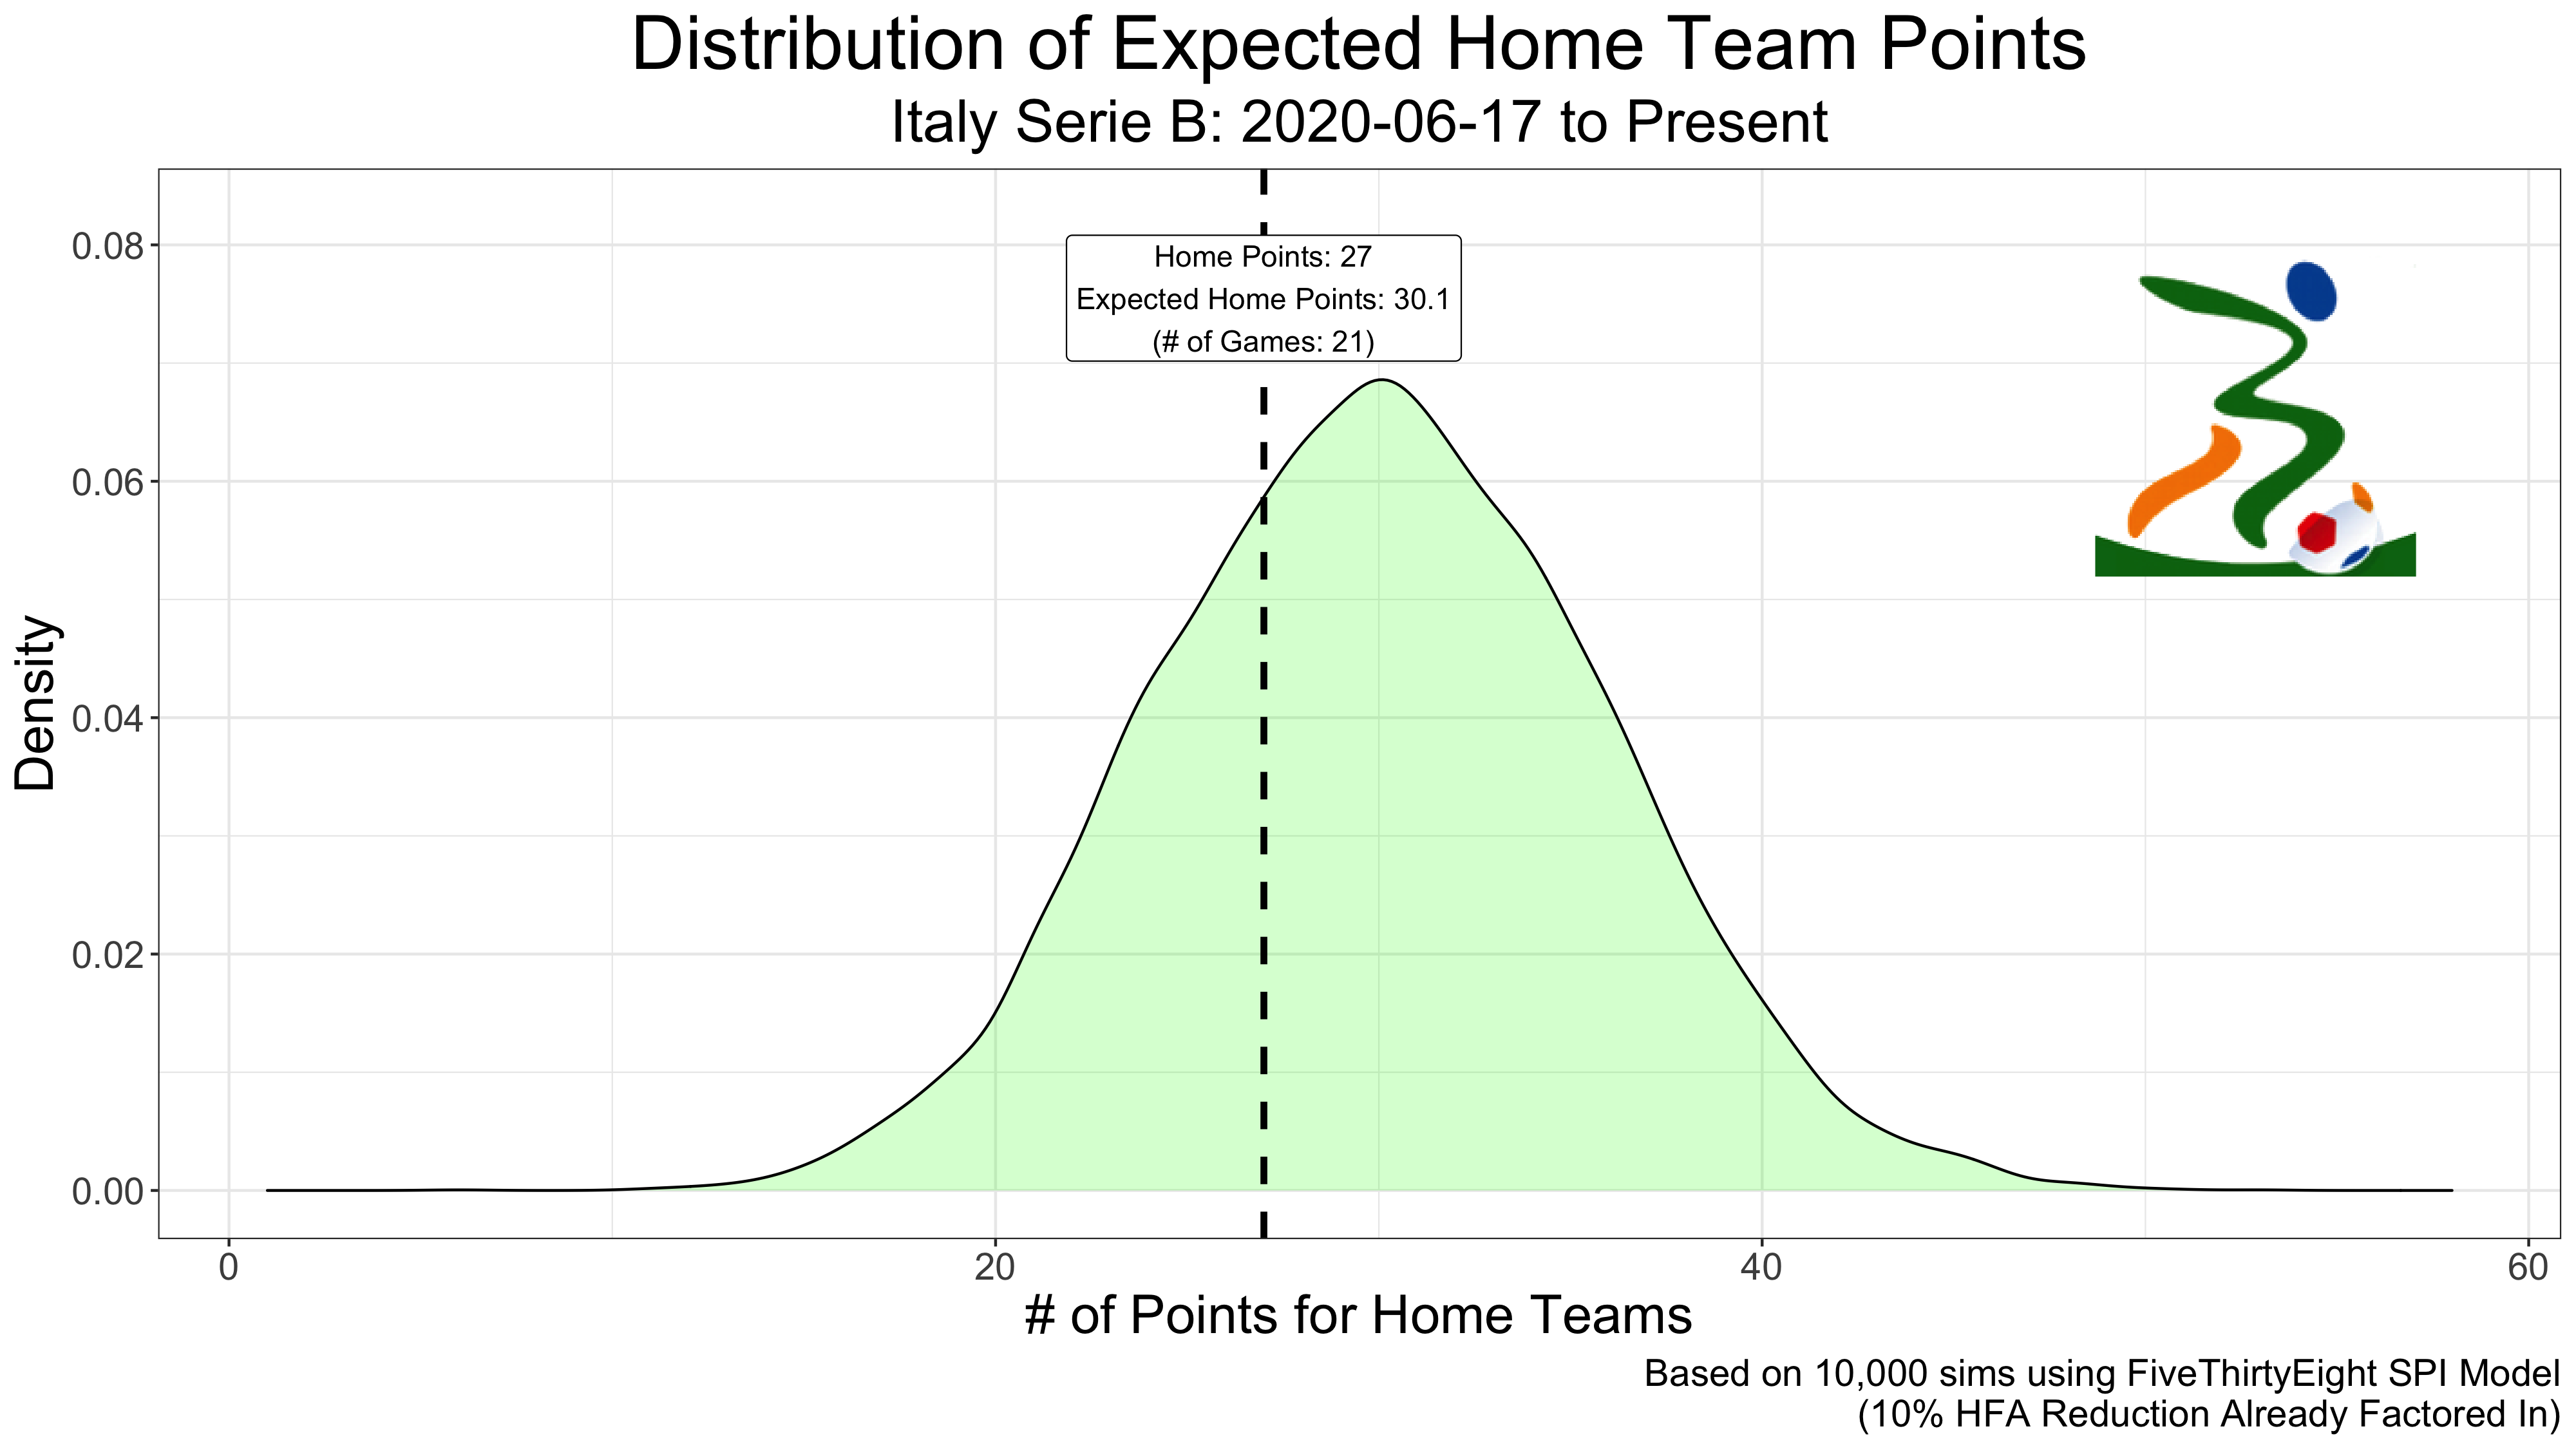 Distribution of Expected Home Team Points
Italy Serie B: 2020-06-17 to Present
Home Points: 27
Expected Home Points: 30.1
(# of Games: 21)
Density
0.08
0.06
0.04
0.02
0.00
0 20 40 60
# of Points for Home Teams
Based on 10,000 sims using FiveThirtyEight SPI Model
(10% HFA Reduction Already Factored In)